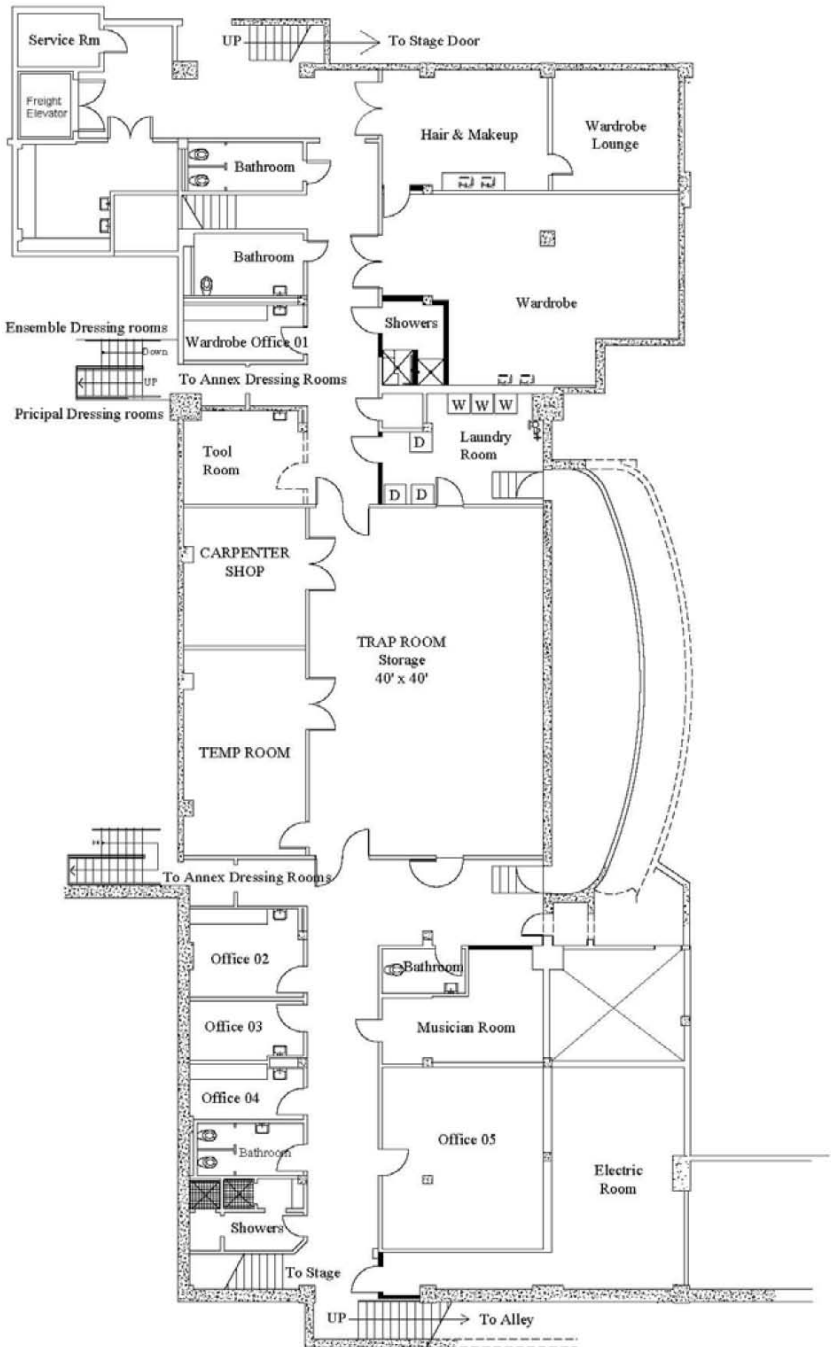 Service Rm
UP
To Stage Door
Freight
Elevator
Hair & Makeup
Wardrobe
Lounge
Bathroom
Bathroom
Wardrobe
Showers
Ensemble Dressing rooms
Wardrobe Office 01
Down
UP
To Annex Dressing Rooms
Pricipal Dressing rooms
W W W
D
Laundry
Room
Tool
Room
D D
CARPENTER
SHOP
TRAP ROOM
Storage
40' x 40'
TEMP ROOM
To Annex Dressing Rooms
Office 02
Bathroom
Office 03
Musician Room
Office 04
Bathroom
Office 05
Electric
Room
Showers
To Stage
UP
To Alley